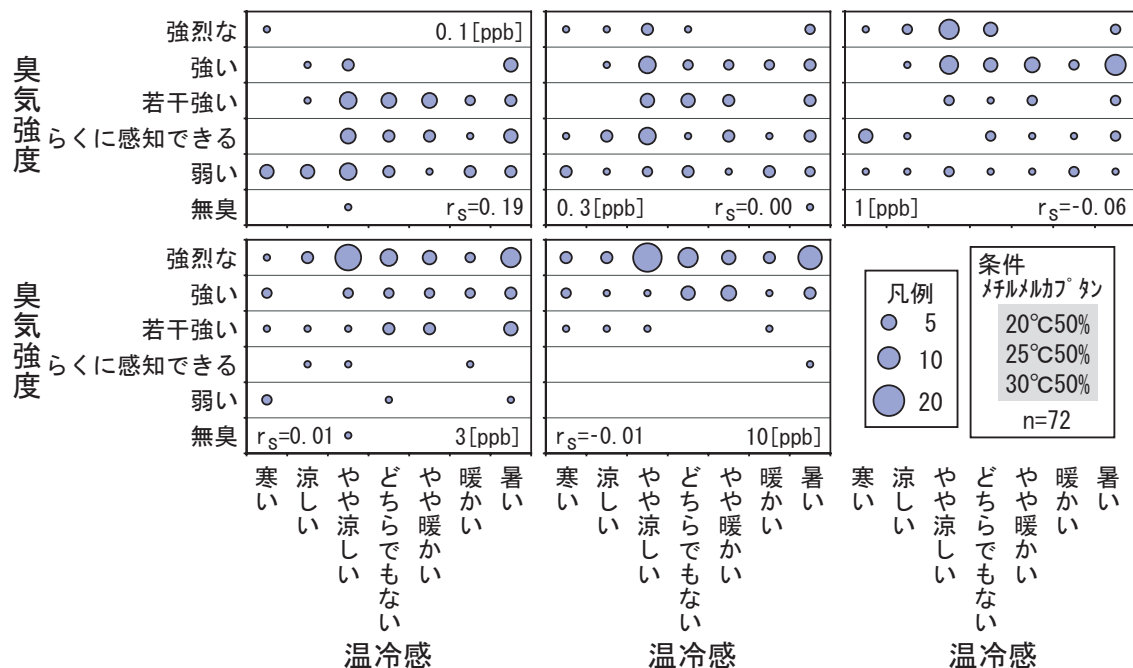 臭気強度
強烈な
強い
若干強い
らくに感知できる
弱い
無臭
0.1[ppb]
rS=0.19
0.3[ppb] rS=0.00
1[ppb] rS=-0.06
臭気強度
強烈な
強い
若干強い
らくに感知できる
弱い
無臭
rS=0.01 3[ppb]
rS=-0.01 10[ppb]
凡例
5
10
20
条件
メチルメルカプタン
20℃50%
25℃50%
30℃50%
n=72
寒い
涼しい
やや涼しい
どちらでもない
やや暖かい
暖かい
暑い
温冷感
寒い
涼しい
やや涼しい
どちらでもない
やや暖かい
暖かい
暑い
温冷感
寒い
涼しい
やや涼しい
どちらでもない
やや暖かい
暖かい
暑い
温冷感